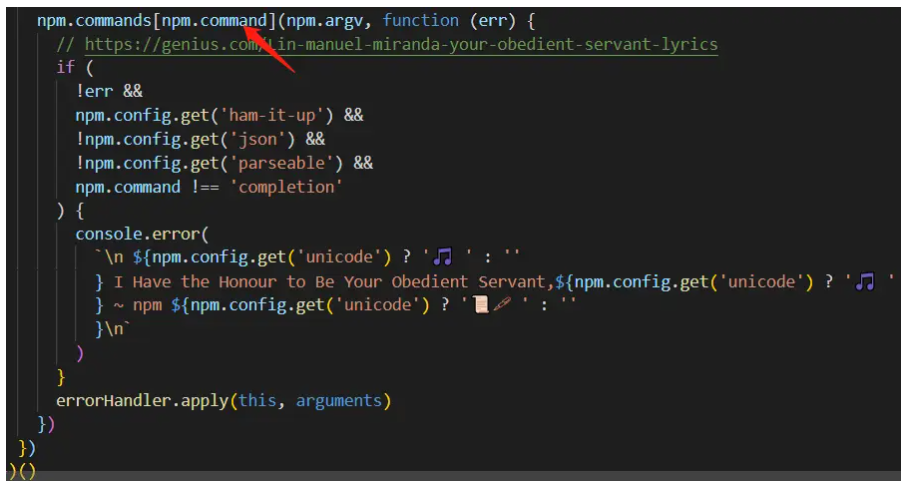 npm.commands[npm.command](npm.argv, function (err) {
// https://genius.com/Lin-manuel-miranda-your-obedient-servant-lyrics
if (
!err &&
npm.config.get('ham-it-up') &&
!npm.config.get('json') &&
!npm.config.get('parseable') &&
npm.command !== 'completion'
) {
console.error(
`\n ${npm.config.get('unicode') ? '🎵 ' : ''
} I Have the Honour to Be Your Obedient Servant,${npm.config.get('unicode') ? '🎵 '
} ~ npm ${npm.config.get('unicode') ? '📜🖋 ' : ''
}\n`
)
}
errorHandler.apply(this, arguments)
})
})
)()